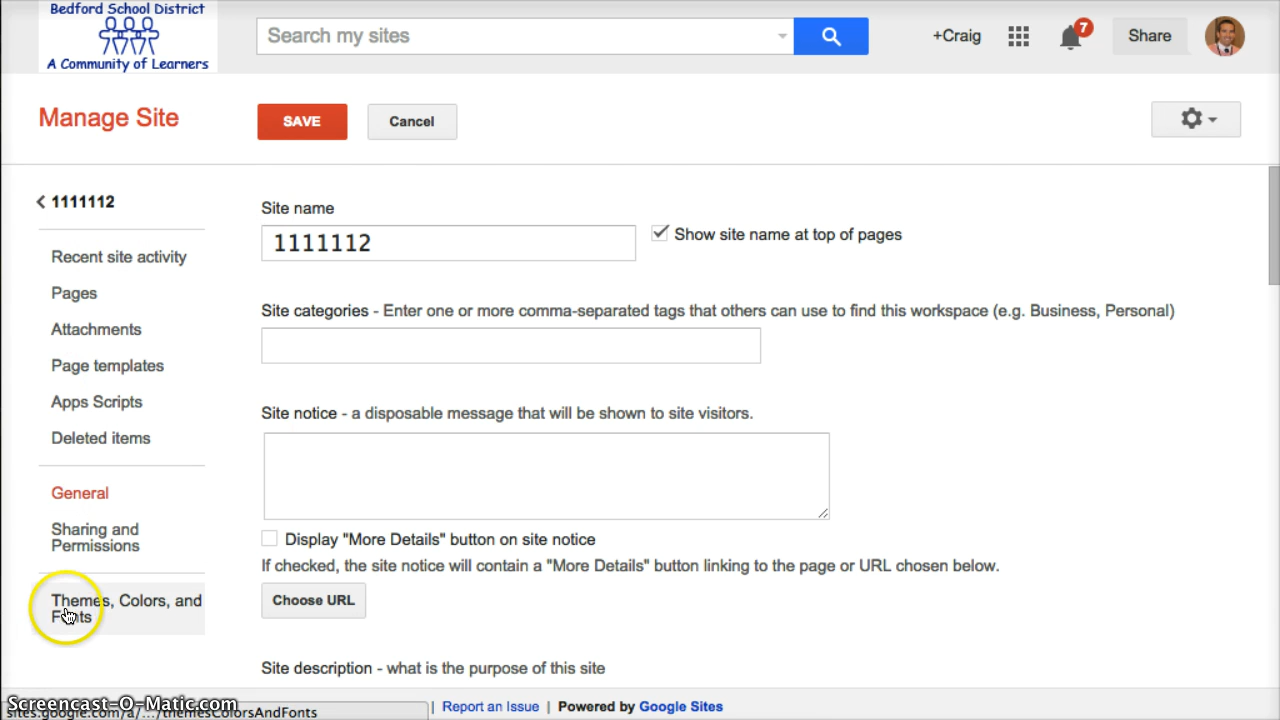 Bedford School District
A Community of Learners
Search my sites
+Craig
7
Share
Manage Site
SAVE
Cancel
1111112
Recent site activity
Pages
Attachments
Page templates
Apps Scripts
Deleted items
General
Sharing and
Permissions
Themes, Colors, and
Fonts
Site name
1111112
Show site name at top of pages
Site categories - Enter one or more comma-separated tags that others can use to find this workspace (e.g. Business, Personal)
Site notice - a disposable message that will be shown to site visitors.
Display "More Details" button on site notice
If checked, the site notice will contain a "More Details" button linking to the page or URL chosen below.
Choose URL
Site description - what is the purpose of this site
Screencast-O-Matic.com
sites.google.com/a/.../themesColorsAndFonts
| Report an Issue | Powered by Google Sites